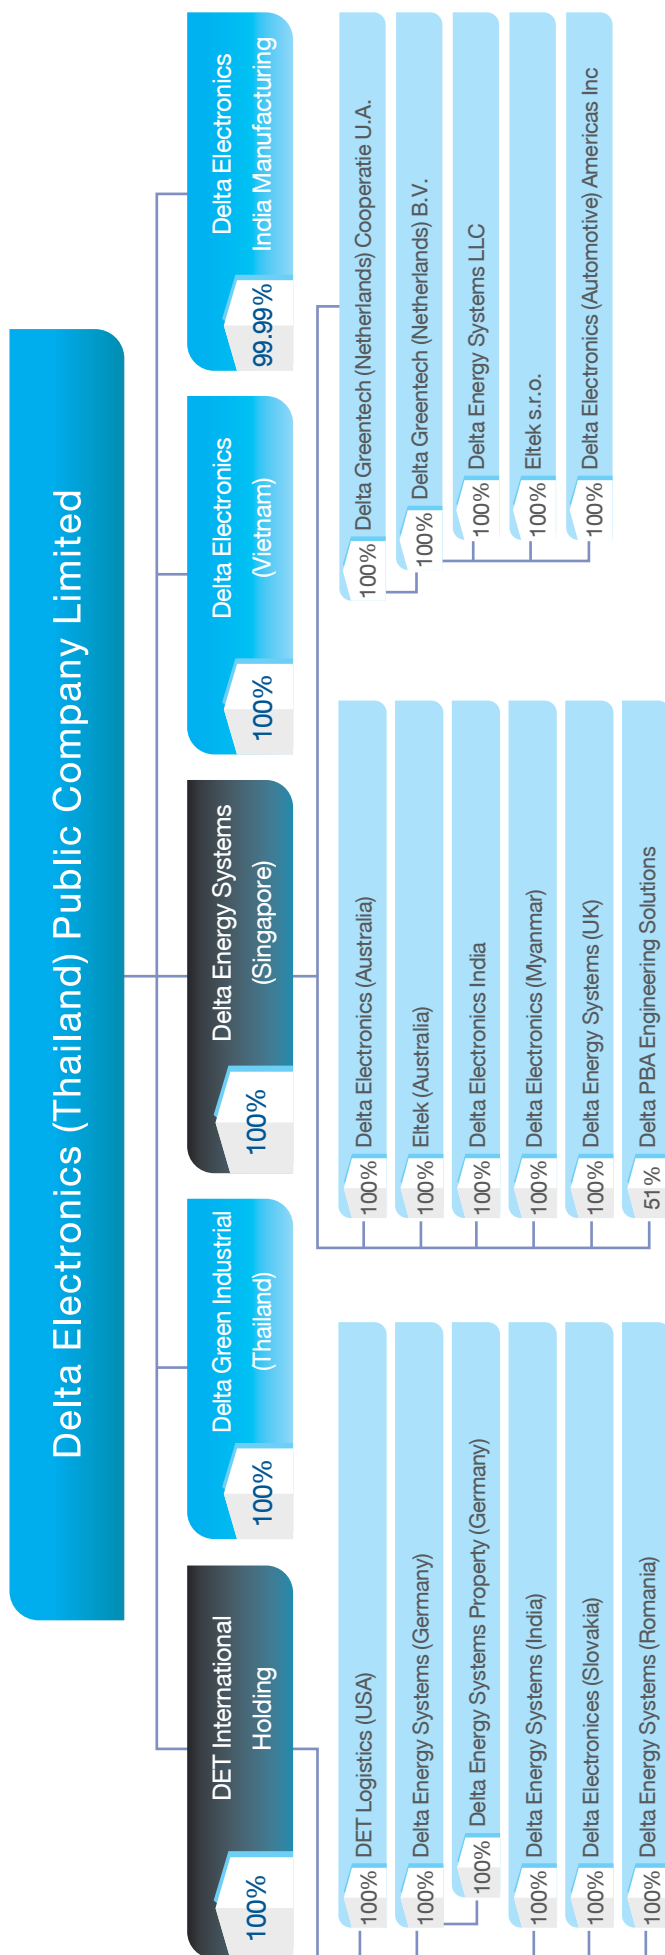 Delta Electronics (Thailand) Public Company Limited
100%
DET International
Holding
100%
Delta Green Industrial
(Thailand)
100%
Delta Energy Systems
(Singapore)
100%
Delta Electronics
(Vietnam)
99.99%
Delta Electronics
India Manufacturing
100% DET Logistics (USA)
100% Delta Energy Systems (Germany)
100% Delta Energy Systems Property (Germany)
100% Delta Energy Systems (India)
100% Delta Electronices (Slovakia)
100% Delta Energy Systems (Romania)
100% Delta Electronics (Australia)
100% Eltek (Australia)
100% Delta Electronics India
100% Delta Electronics (Myanmar)
100% Delta Energy Systems (UK)
51% Delta PBA Engineering Solutions
100% Delta Greentech (Netherlands) Cooperatie U.A.
100% Delta Greentech (Netherlands) B.V.
100% Delta Energy Systems LLC
100% Eltek s.r.o.
100% Delta Electronics (Automotive) Americas Inc